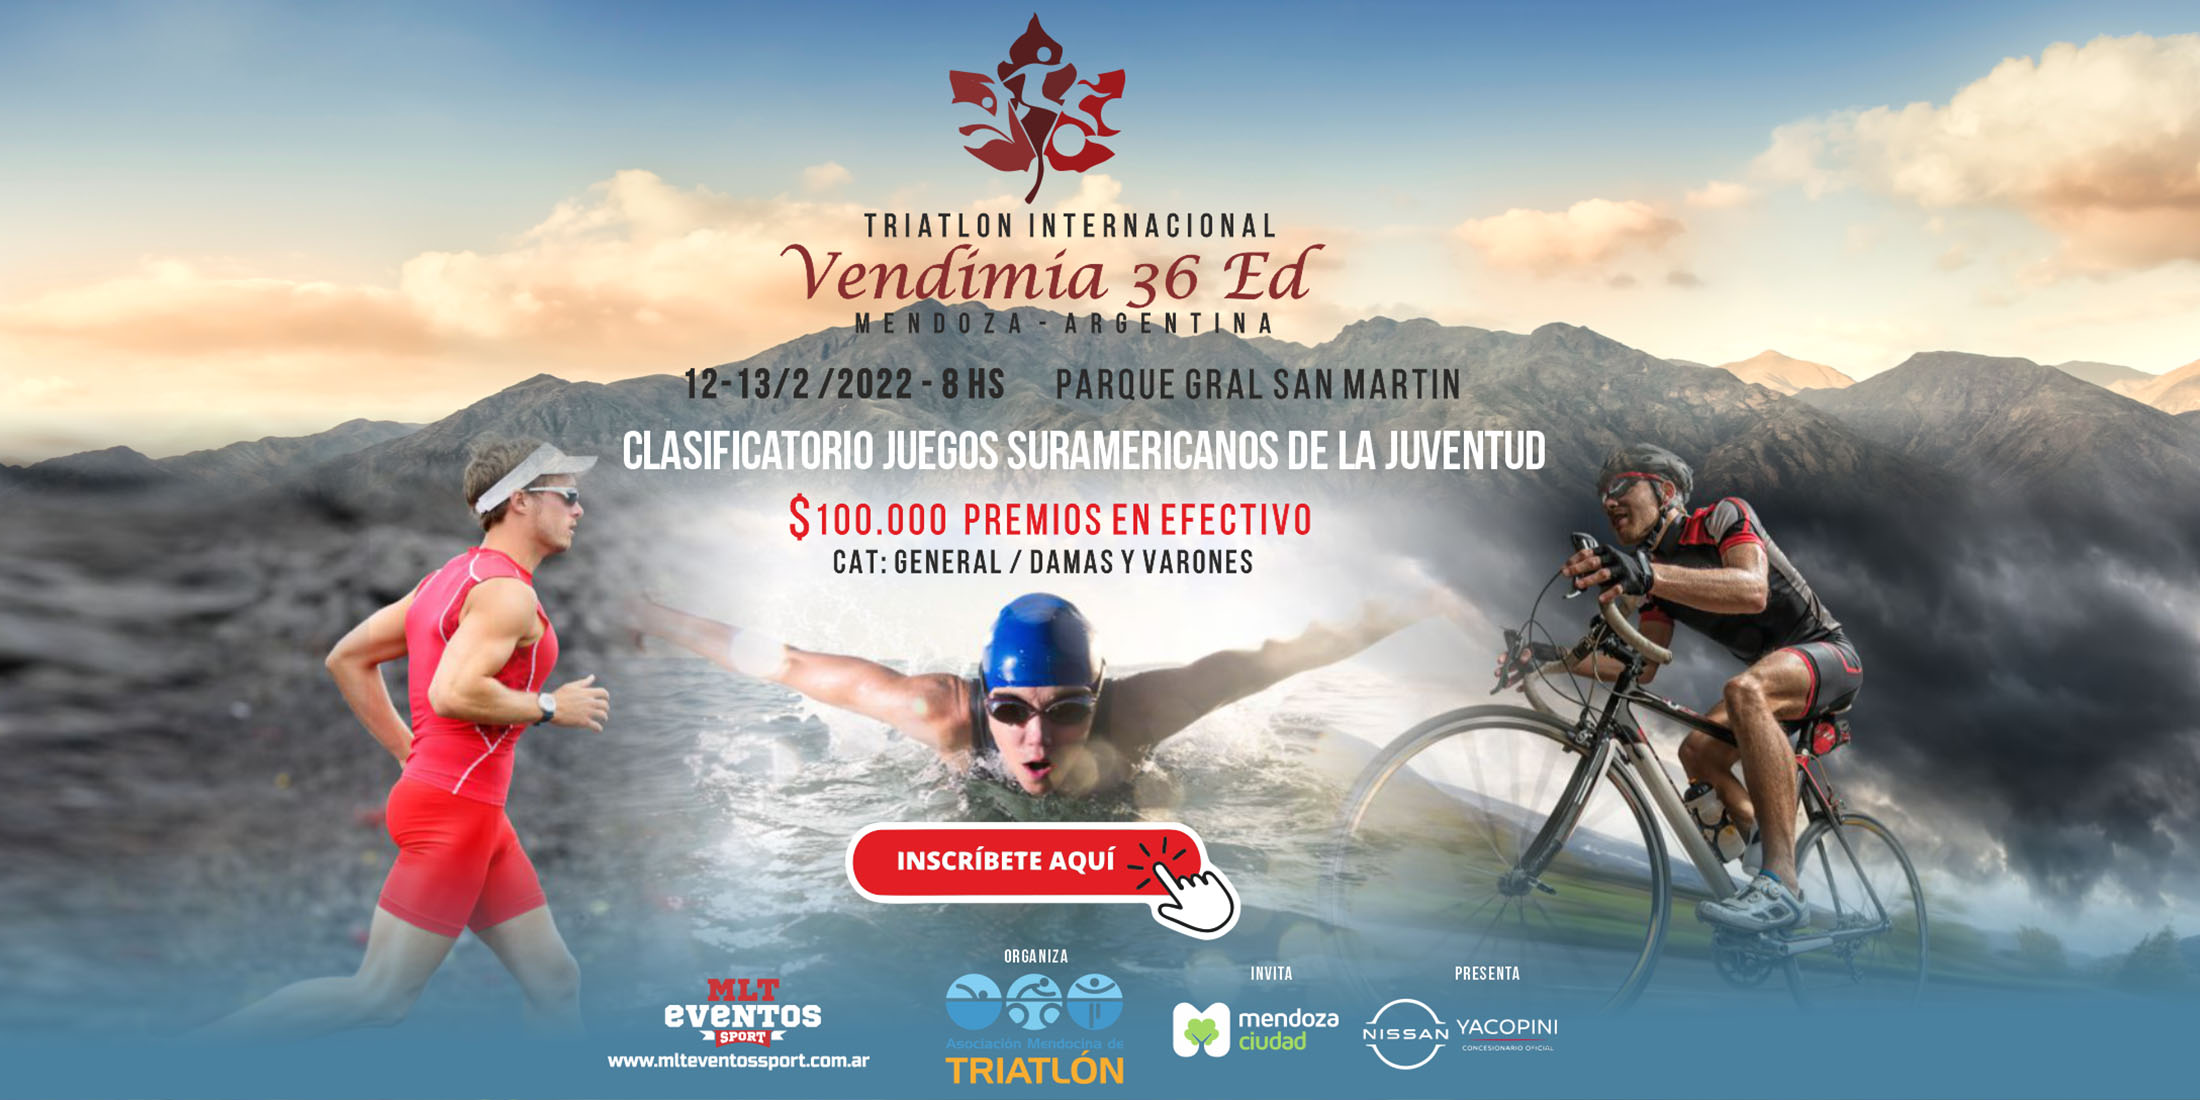 TRIATLON INTERNACIONAL
Vendimia 36 Ed
MENDOZA - ARGENTINA
12-13/2 /2022 - 8 HS PARQUE GRAL SAN MARTIN
CLASIFICATORIO JUEGOS SURAMERICANOS DE LA JUVENTUD
$100.000 PREMIOS EN EFECTIVO
CAT: GENERAL / DAMAS Y VARONES
INSCRÍBETE AQUÍ
MLT
eventos
SPORT
www.mlteventossport.com.ar
ORGANIZA
Asociación Mendocina de
TRIATLÓN
INVITA
mendoza
ciudad
PRESENTA
NISSAN YACOPINI
CONCESIONARIO OFICIAL